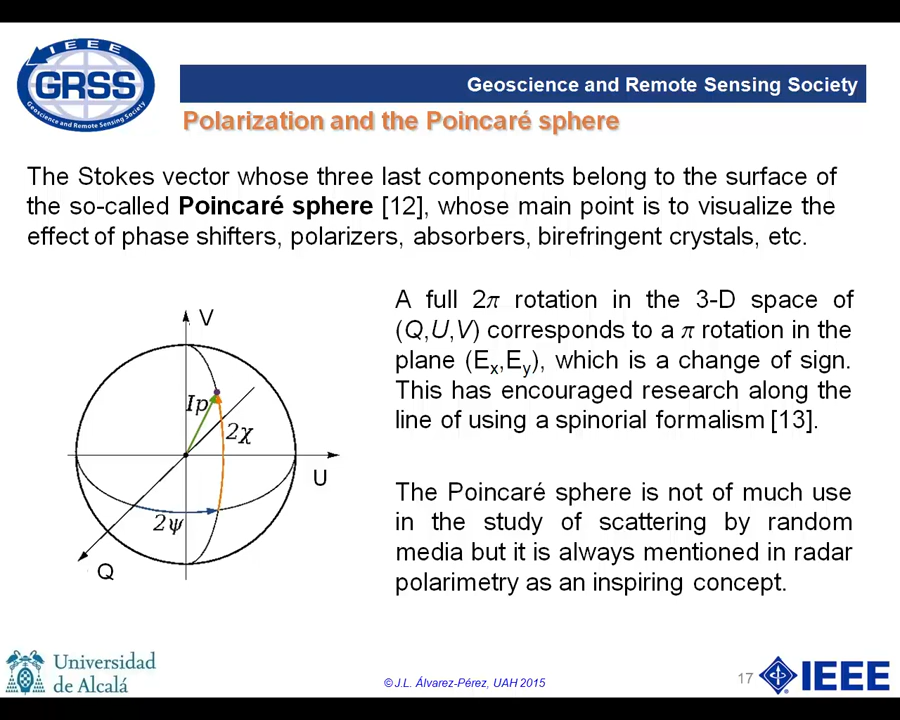 IEEE
GRSS
Geoscience and Remote Sensing Society
Geoscience and Remote Sensing Society
Polarization and the Poincaré sphere
The Stokes vector whose three last components belong to the surface of
the so-called Poincaré sphere [12], whose main point is to visualize the
effect of phase shifters, polarizers, absorbers, birefringent crystals, etc.
A full 2π rotation in the 3-D space of
(Q,U,V) corresponds to a π rotation in the
plane (Ex,Ey), which is a change of sign.
This has encouraged research along the
line of using a spinorial formalism [13].
The Poincaré sphere is not of much use
in the study of scattering by random
media but it is always mentioned in radar
polarimetry as an inspiring concept.
V
Ip
2χ
U
2ψ
Q
Universidad
de Alcalá
©J.L. Álvarez-Pérez, UAH 2015
17
IEEE